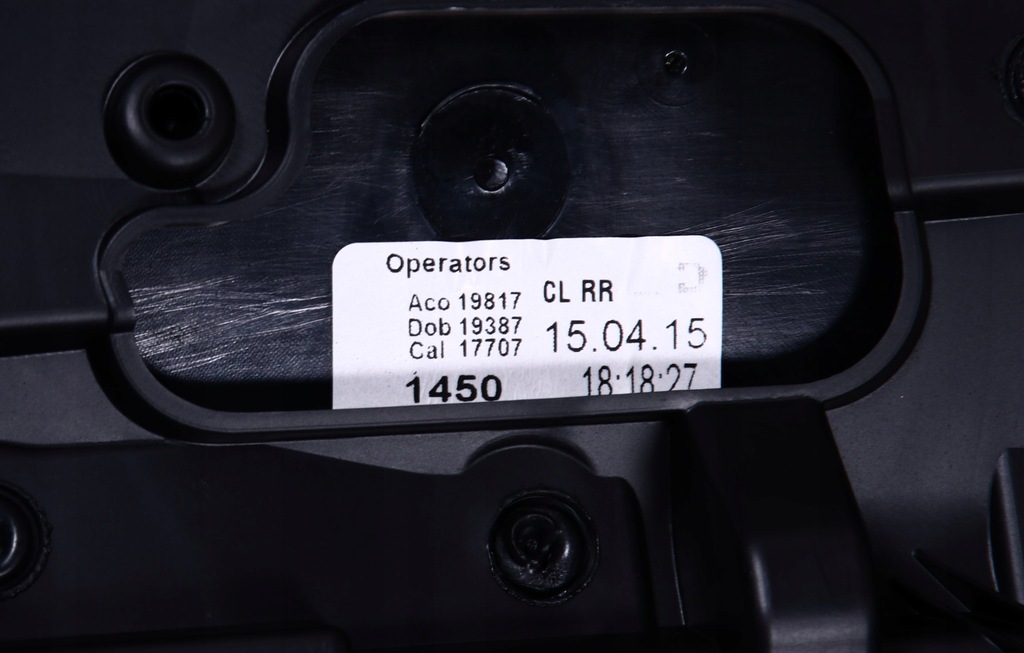 Operators
Aco 19817 CL RR
Dob 19387 15.04.15
Cal 17707
1450 18:18:27